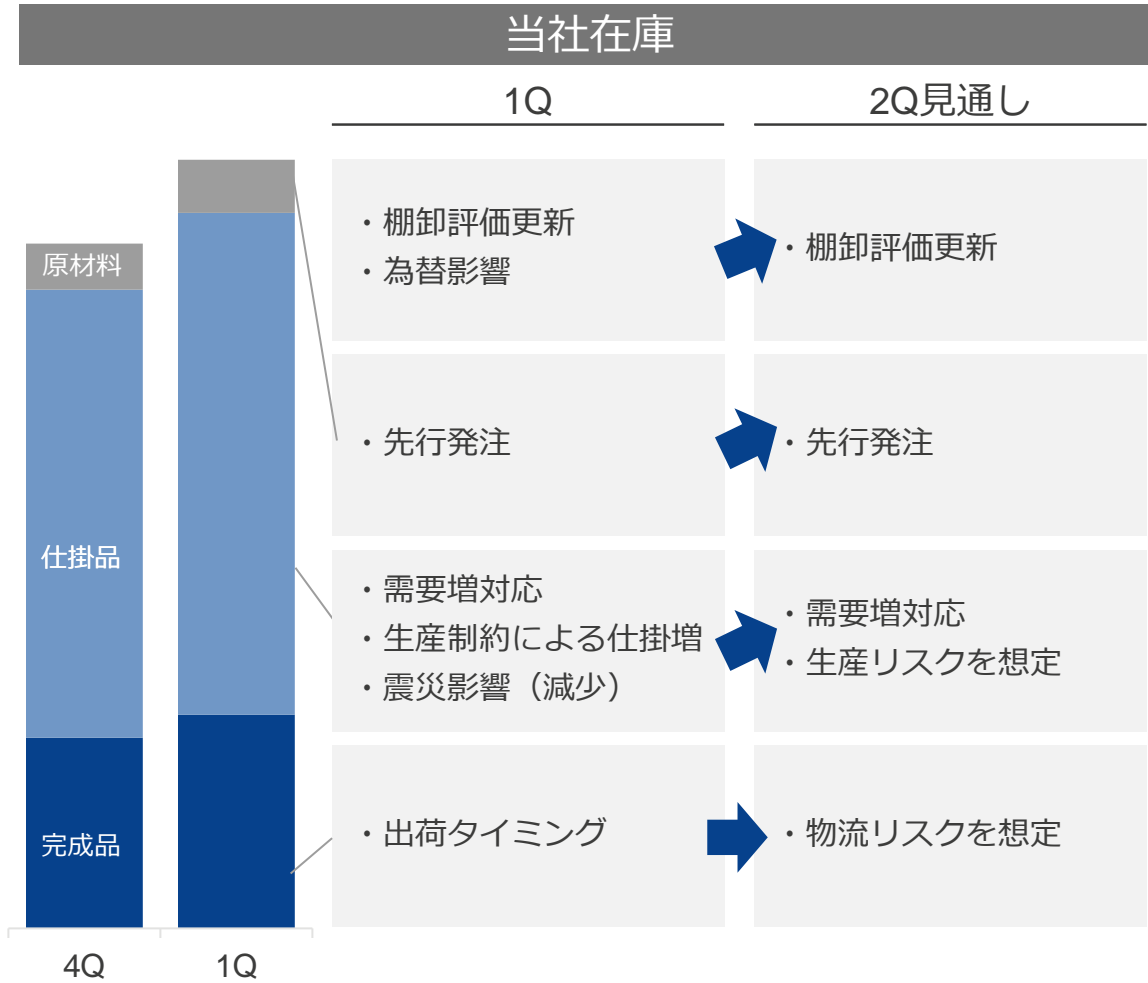 当社在庫
1Q
2Q見通し
・棚卸評価更新
・為替影響
・棚卸評価更新
・先行発注
・先行発注
・需要増対応
・生産制約による仕掛増
・震災影響（減少）
・需要増対応
・生産リスクを想定
・出荷タイミング
・物流リスクを想定
原材料
仕掛品
完成品
4Q
1Q